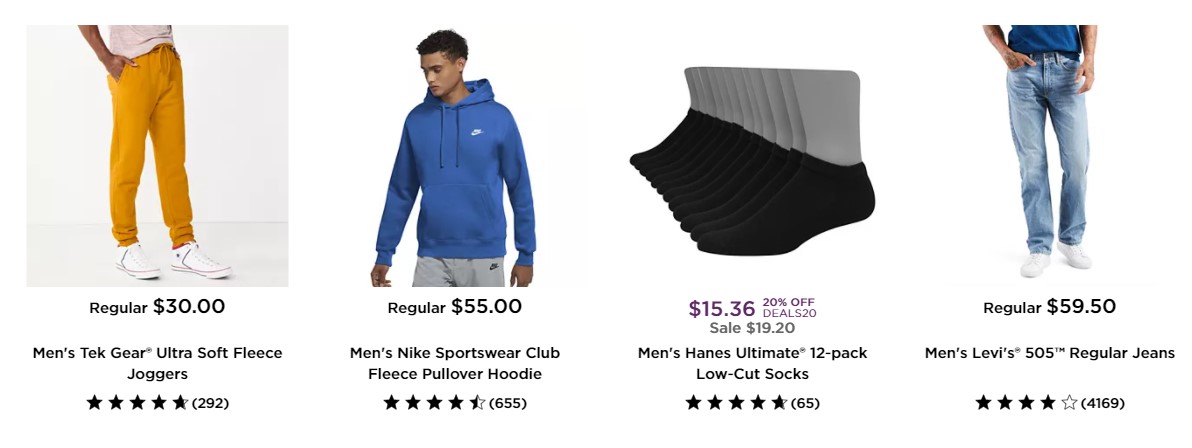 Regular $30.00
Men's Tek Gear® Ultra Soft Fleece
Joggers
(292)
Regular $55.00
Men's Nike Sportswear Club
Fleece Pullover Hoodie
(655)
$15.36 20% OFF
DEALS20
Sale $19.20
Men's Hanes Ultimate® 12-pack
Low-Cut Socks
(65)
Regular $59.50
Men's Levi's® 505™ Regular Jeans
(4169)